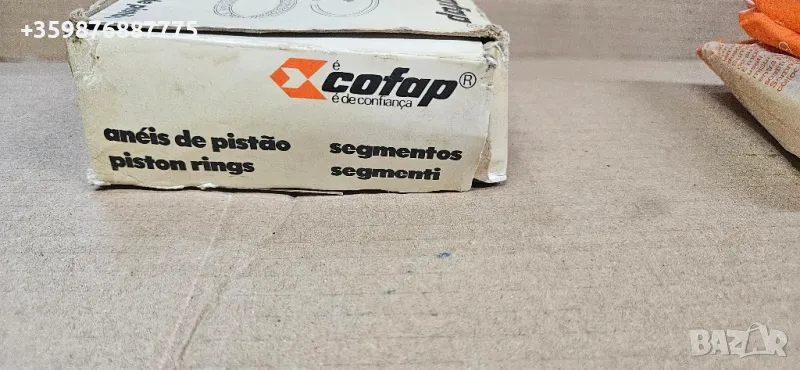 +359876887775
é
cofap®
é de confiança
anéis de pistão
piston rings
segmentos
segmenti
BAZAR